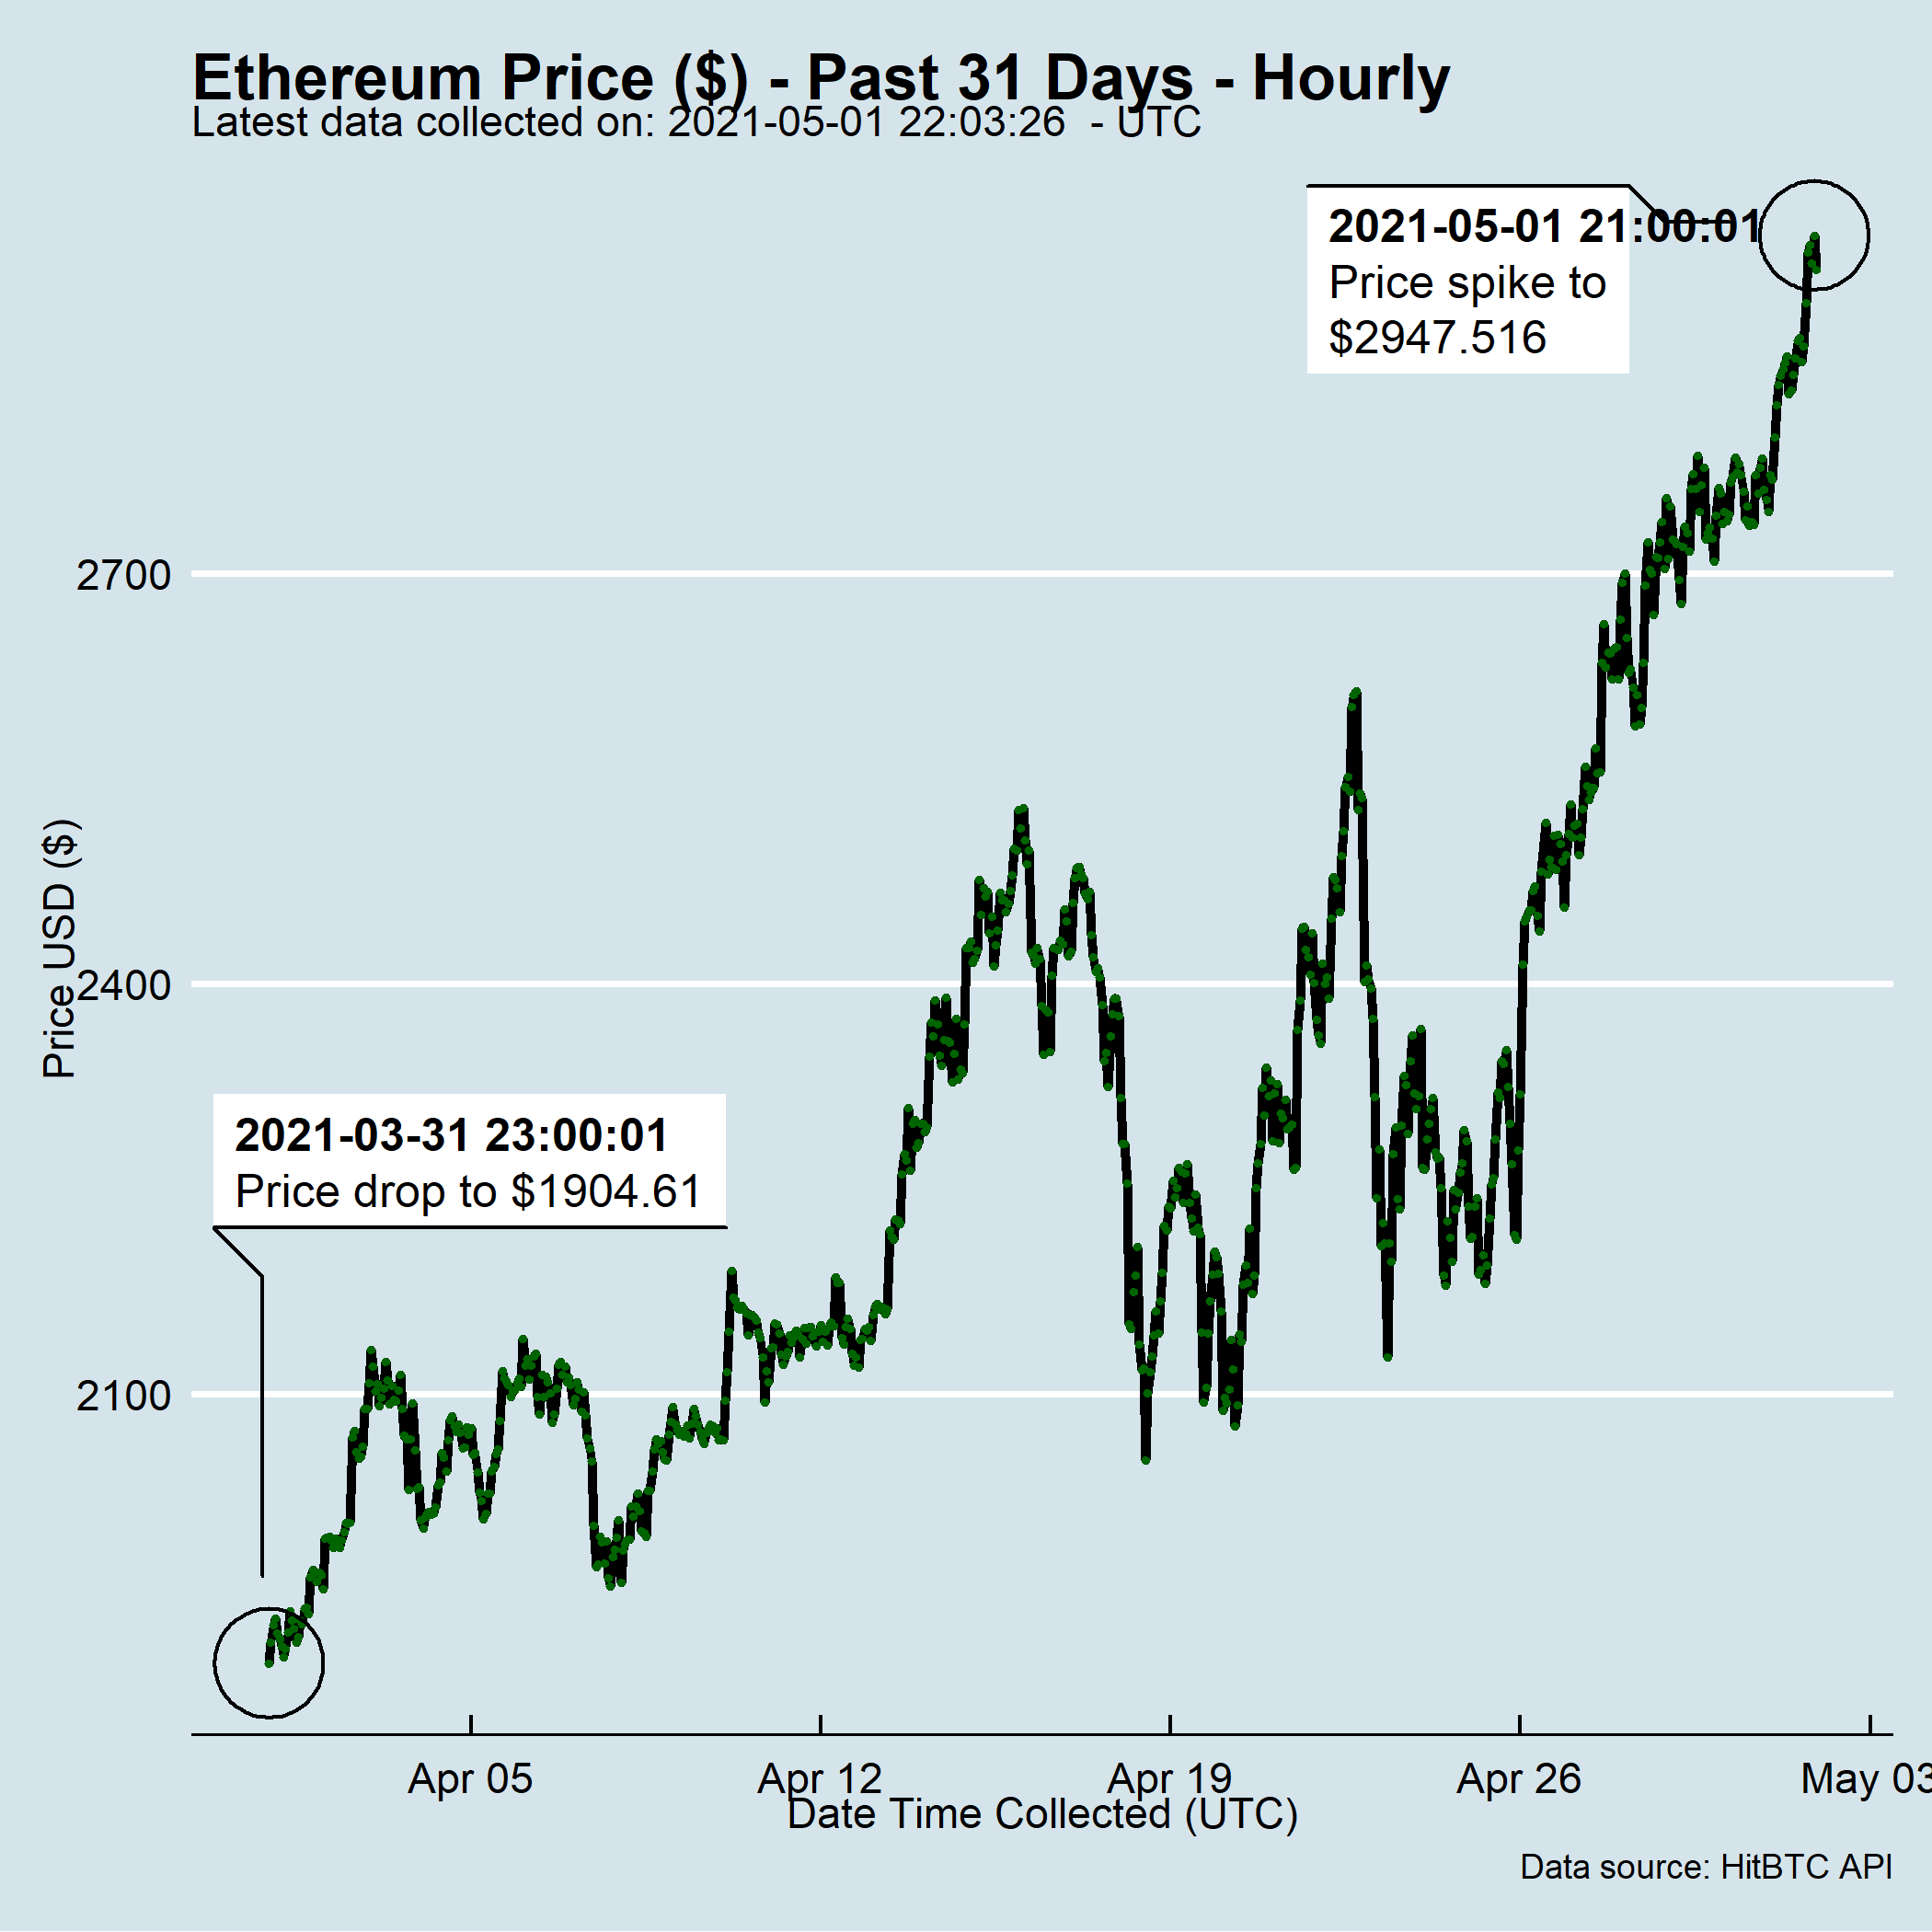 Ethereum Price ($) - Past 31 Days - Hourly
Latest data collected on: 2021-05-01 22:03:26  - UTC
2021-05-01 21:00:01
Price spike to
$2947.516
2700
2400
2100
Price USD ($)
2021-03-31 23:00:01
Price drop to $1904.61
Apr 05
Apr 12
Apr 19
Apr 26
May 03
Date Time Collected (UTC)
Data source: HitBTC API